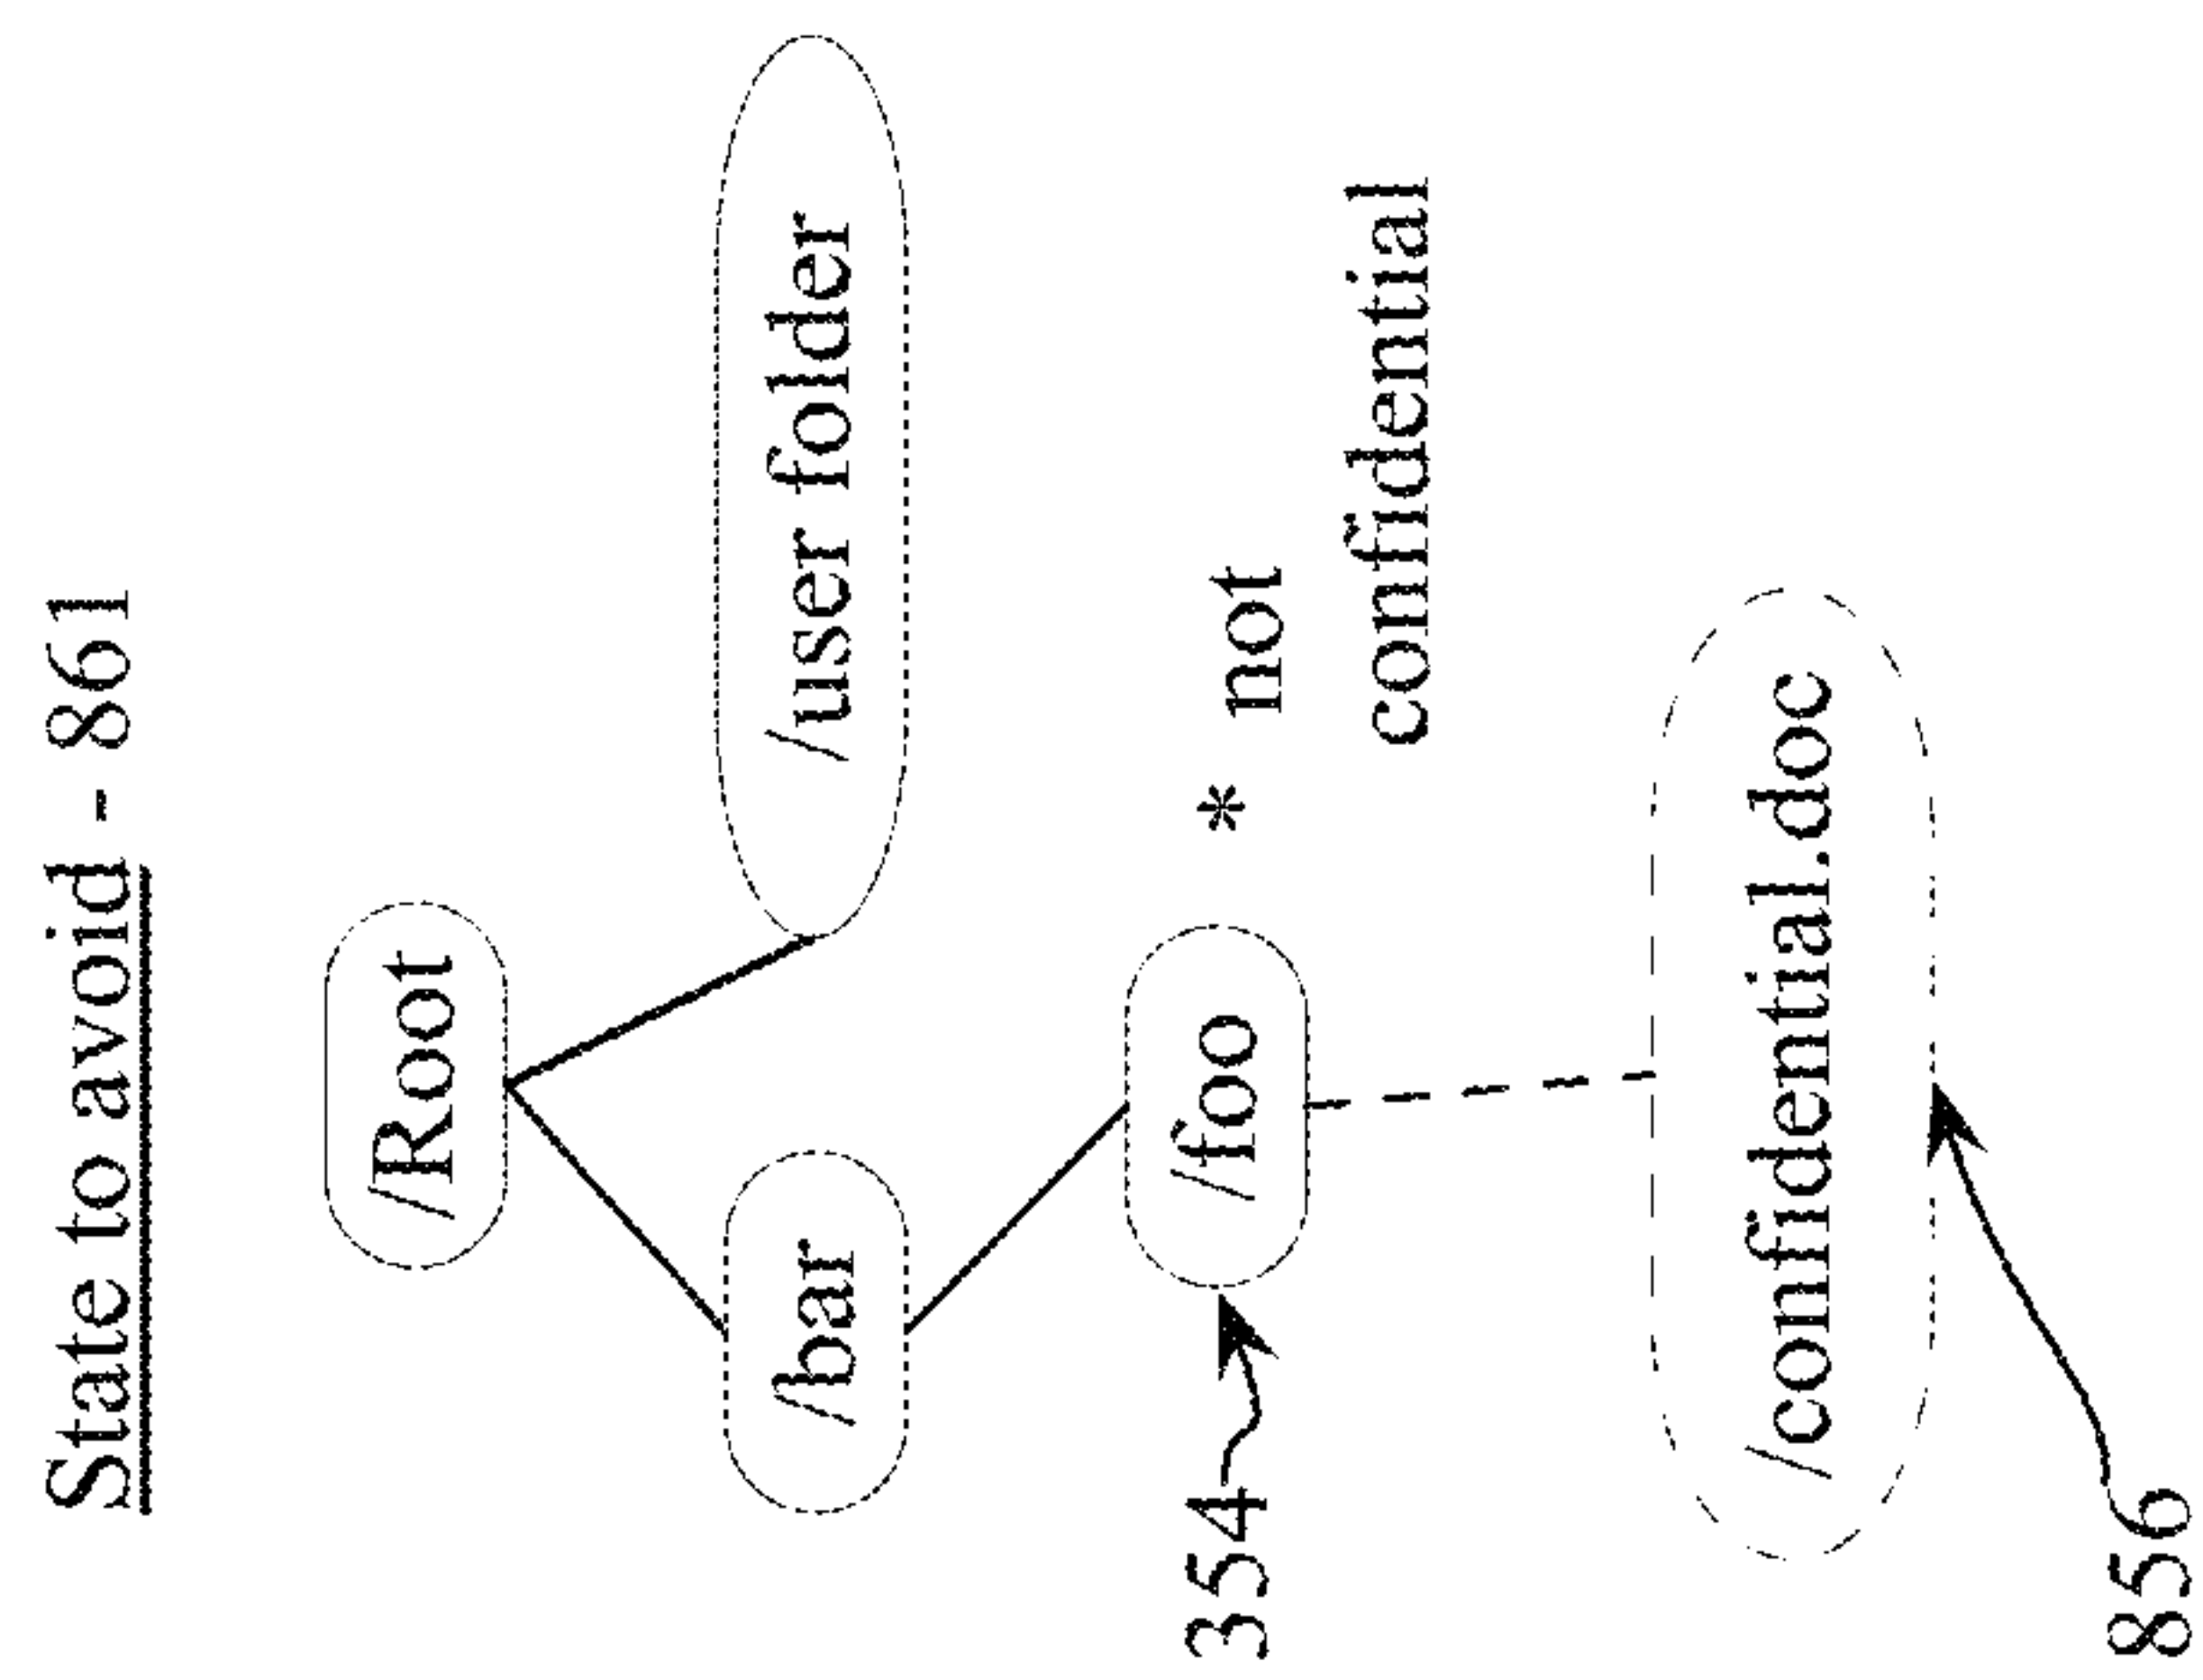 State to avoid - 861
/Root
/bar
/user folder
354
/foo
* not
confidential
/confidential.doc
856